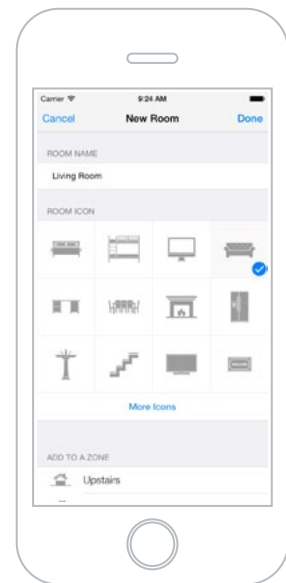 Carrier 9:24 AM
Cancel New Room Done
ROOM NAME
Living Room
ROOM ICON
More Icons
ADD TO A ZONE
Upstairs